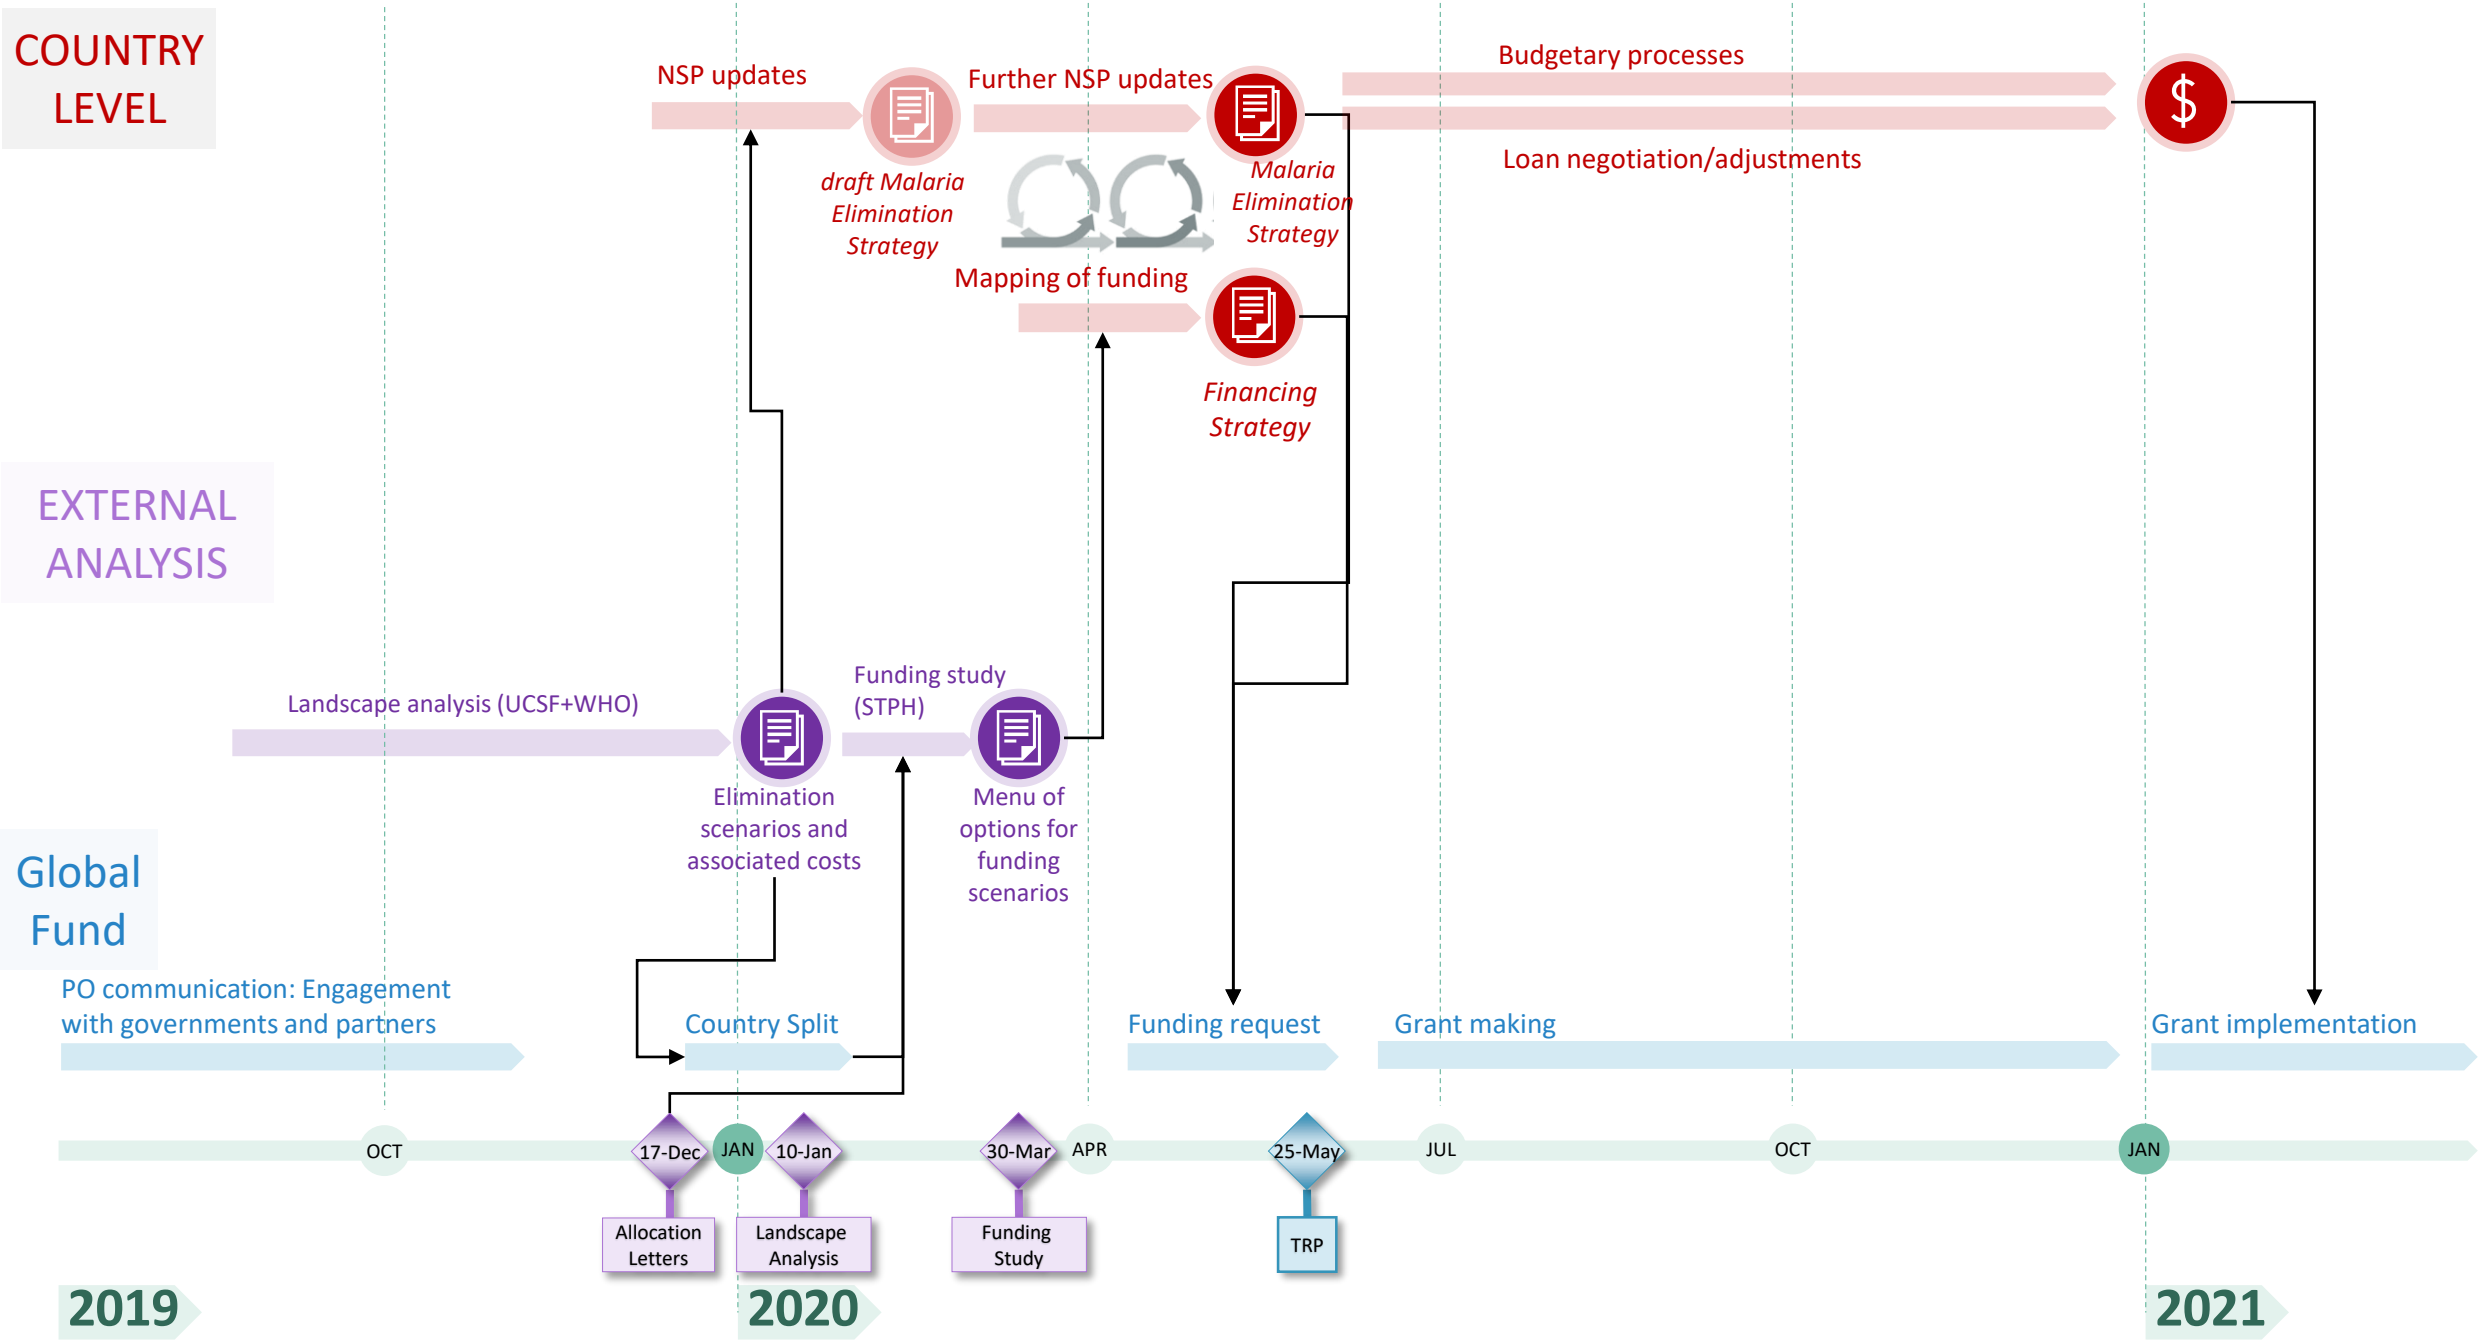 COUNTRY
LEVEL
NSP updates
draft Malaria
Elimination
Strategy
Further NSP updates
Malaria
Elimination
Strategy
Budgetary processes
Loan negotiation/adjustments
$
Mapping of funding
Financing
Strategy
EXTERNAL
ANALYSIS
Landscape analysis (UCSF+WHO)
Elimination
scenarios and
associated costs
Funding study
(STPH)
Menu of
options for
funding
scenarios
Global
Fund
PO communication: Engagement
with governments and partners
Country Split
Funding request
Grant making
Grant implementation
OCT
17-Dec
JAN
10-Jan
30-Mar
APR
25-May
JUL
OCT
JAN
Allocation
Letters
Landscape
Analysis
Funding
Study
TRP
2019
2020
2021